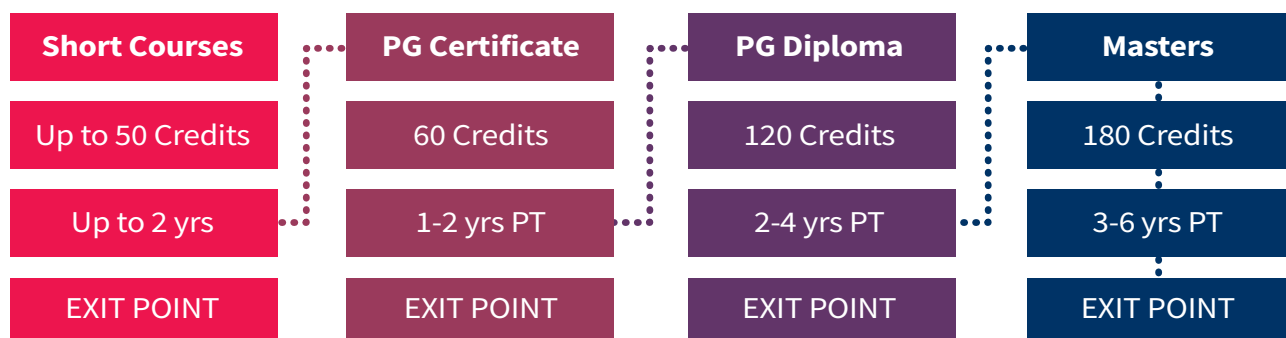 Short Courses
Up to 50 Credits
Up to 2 yrs
EXIT POINT
PG Certificate
60 Credits
1-2 yrs PT
EXIT POINT
PG Diploma
120 Credits
2-4 yrs PT
EXIT POINT
Masters
180 Credits
3-6 yrs PT
EXIT POINT